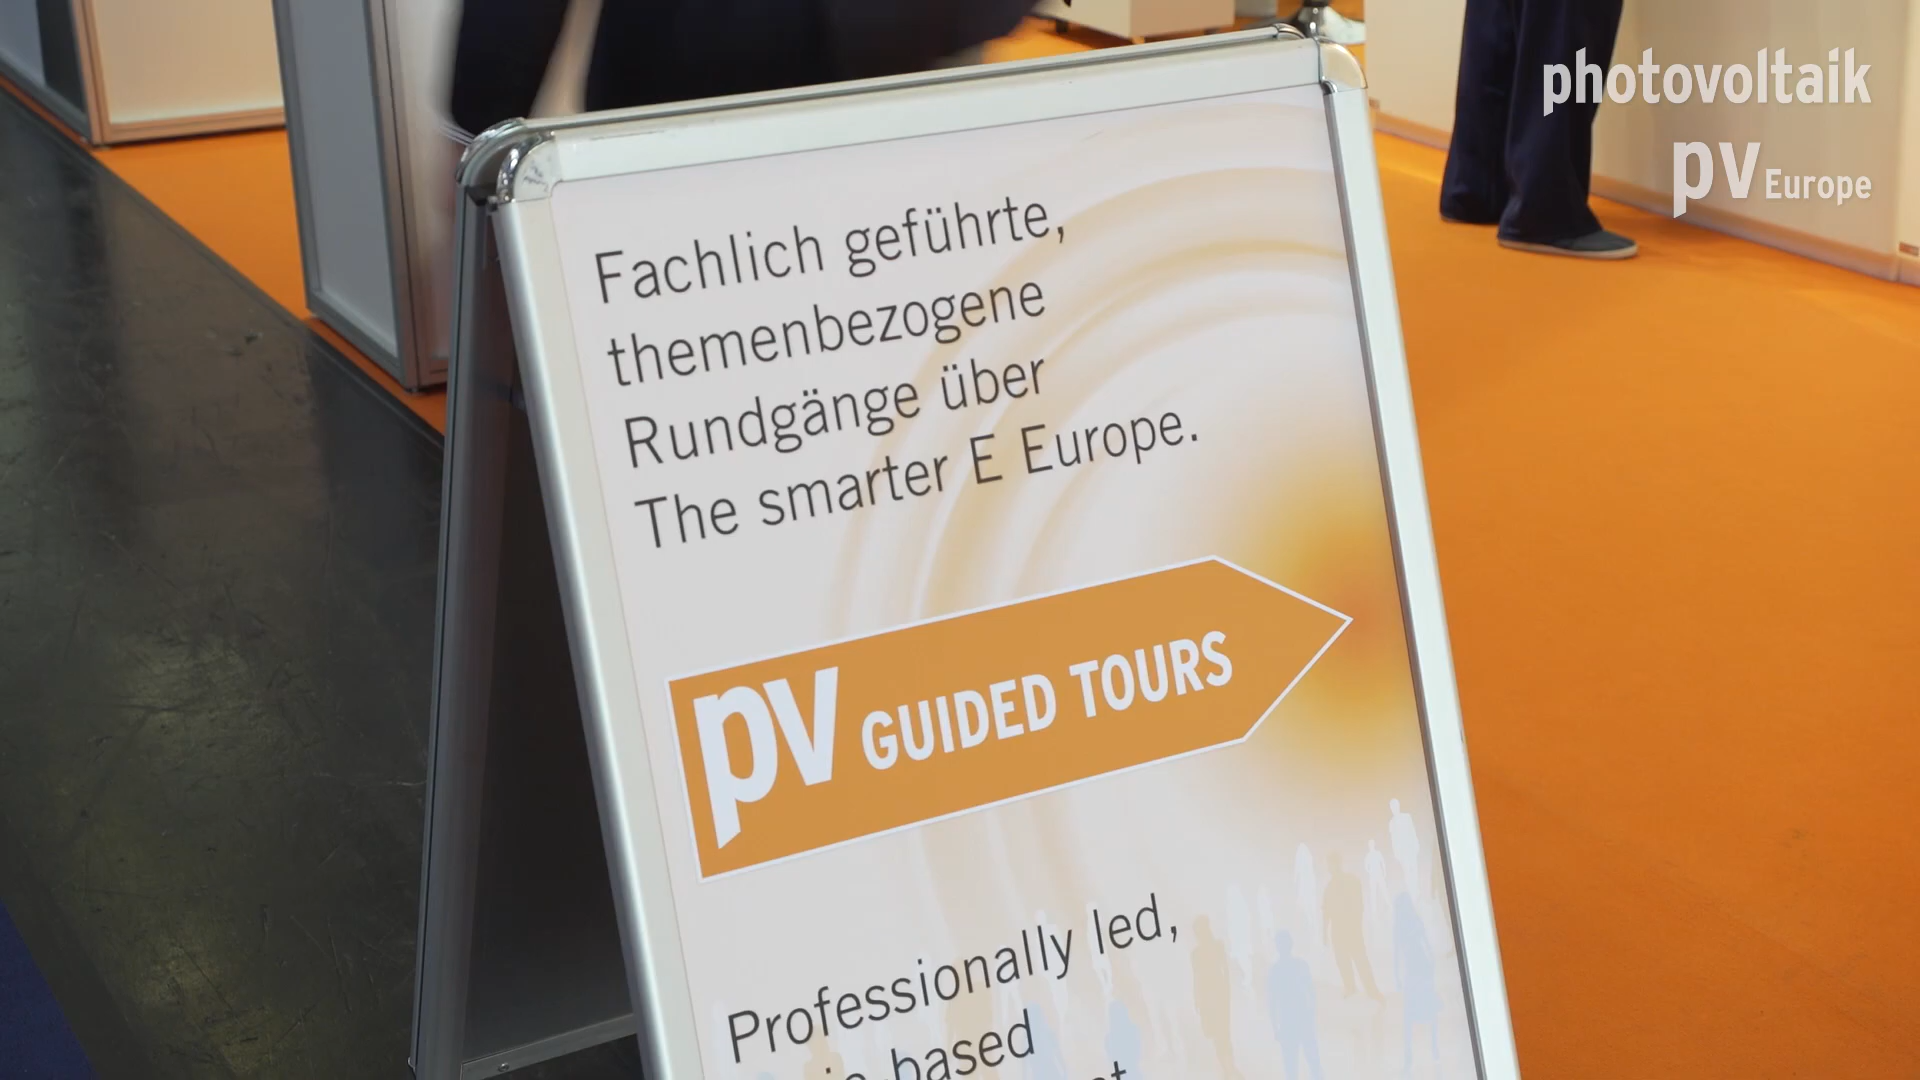 photovoltaik
pv Europe
Fachlich geführte,
themenbezogene
Rundgänge über
The smarter E Europe.
pv GUIDED TOURS
Professionally led,
based